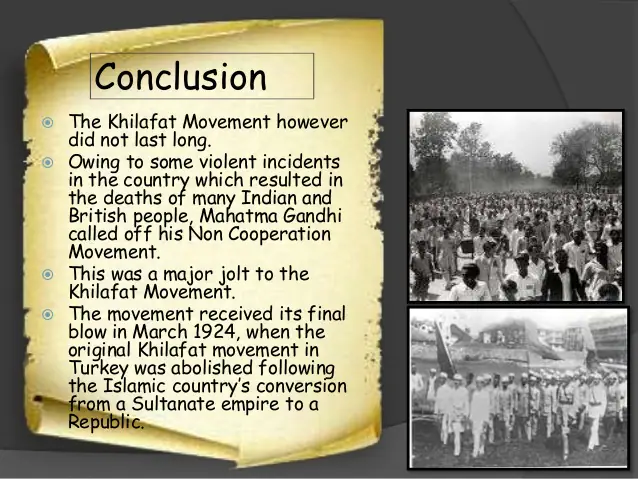 Conclusion
The Khilafat Movement however
did not last long.
Owing to some violent incidents
in the country which resulted in
the deaths of many Indian and
British people, Mahatma Gandhi
called off his Non Cooperation
Movement.
This was a major jolt to the
Khilafat Movement.
The movement received its final
blow in March 1924, when the
original Khilafat movement in
Turkey was abolished following
the Islamic country's conversion
from a Sultanate empire to a
Republic.